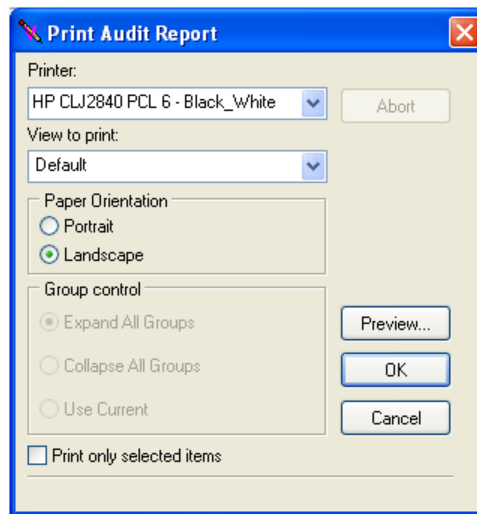 Print Audit Report
Printer:
HP CLJ2840 PCL 6 - Black_White
Abort
View to print:
Default
Paper Orientation
Portrait
Landscape
Group control
Expand All Groups
Preview...
Collapse All Groups
OK
Use Current
Cancel
Print only selected items